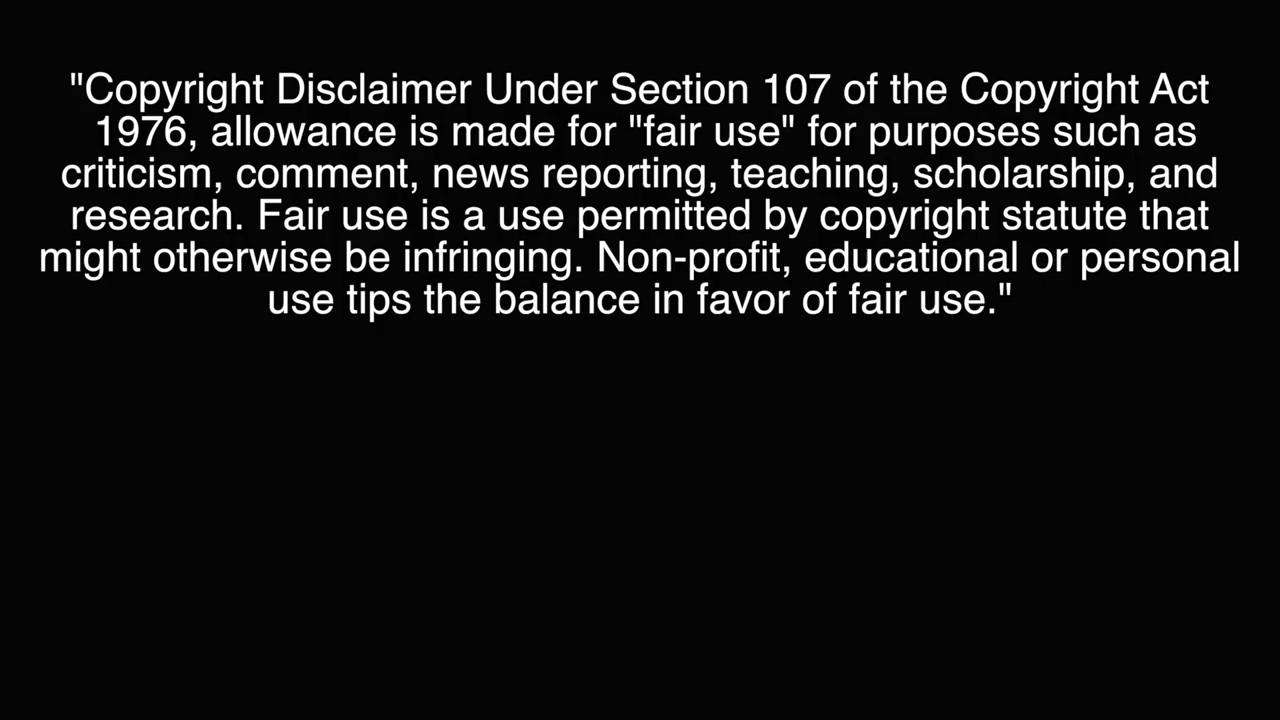 "Copyright Disclaimer Under Section 107 of the Copyright Act
1976, allowance is made for "fair use" for purposes such as
criticism, comment, news reporting, teaching, scholarship, and
research. Fair use is a use permitted by copyright statute that
might otherwise be infringing. Non-profit, educational or personal
use tips the balance in favor of fair use."